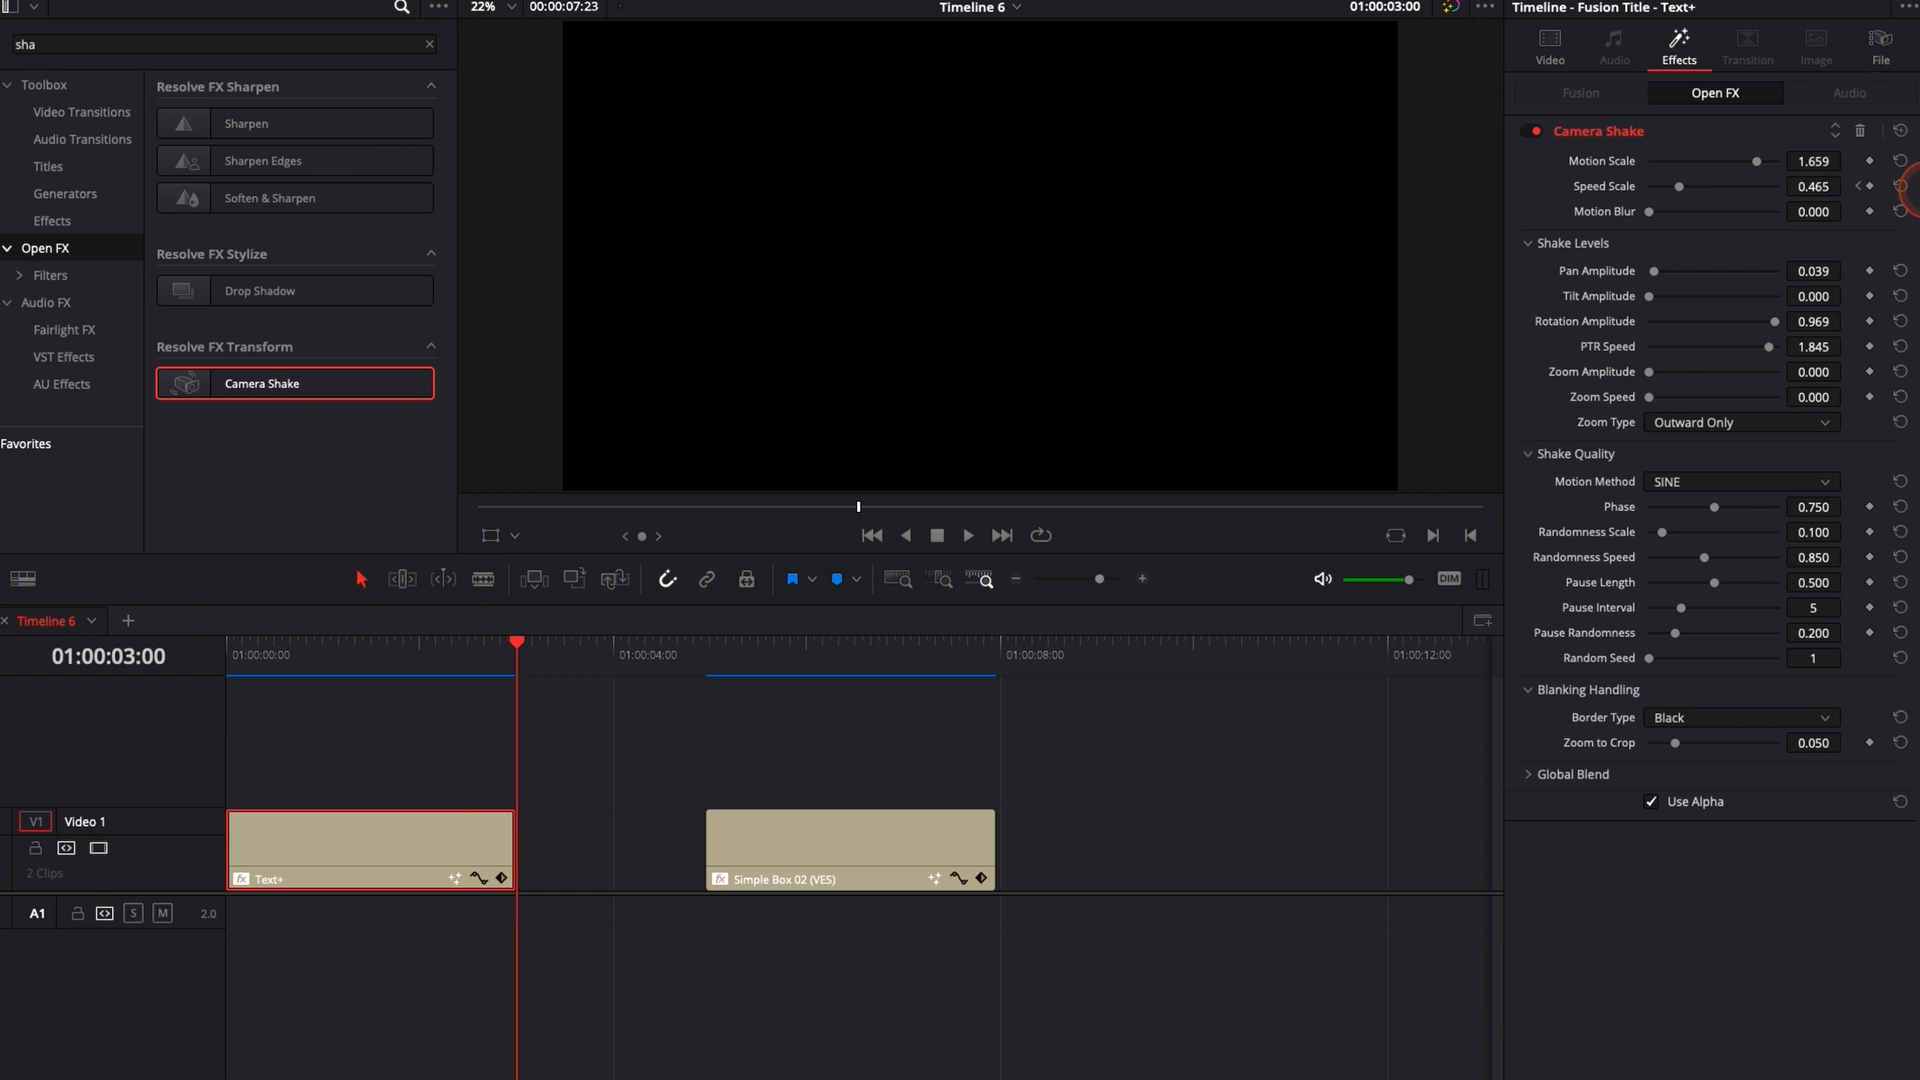 22%
00:00:07:23
Timeline 6
01:00:03:00
Timeline - Fusion Title - Text+
sha
Toolbox
Video Transitions
Audio Transitions
Titles
Generators
Effects
Open FX
Filters
Audio FX
Fairlight FX
VST Effects
AU Effects
Favorites
Resolve FX Sharpen
Sharpen
Sharpen Edges
Soften & Sharpen
Resolve FX Stylize
Drop Shadow
Resolve FX Transform
Camera Shake
Video
Audio
Effects
Transition
Image
File
Fusion
Open FX
Audio
Camera Shake
Motion Scale 1.659
Speed Scale 0.465
Motion Blur 0.000
Shake Levels
Pan Amplitude 0.039
Tilt Amplitude 0.000
Rotation Amplitude 0.969
PTR Speed 1.845
Zoom Amplitude 0.000
Zoom Speed 0.000
Zoom Type Outward Only
Shake Quality
Motion Method SINE
Phase 0.750
Randomness Scale 0.100
Randomness Speed 0.850
Pause Length 0.500
Pause Interval 5
Pause Randomness 0.200
Random Seed 1
Blanking Handling
Border Type Black
Zoom to Crop 0.050
Global Blend
Use Alpha
DIM
Timeline 6
01:00:03:00
01:00:00:00
01:00:04:00
01:00:08:00
01:00:12:00
V1 Video 1
2 Clips
fx Text+
fx Simple Box 02 (VES)
A1 S M 2.0